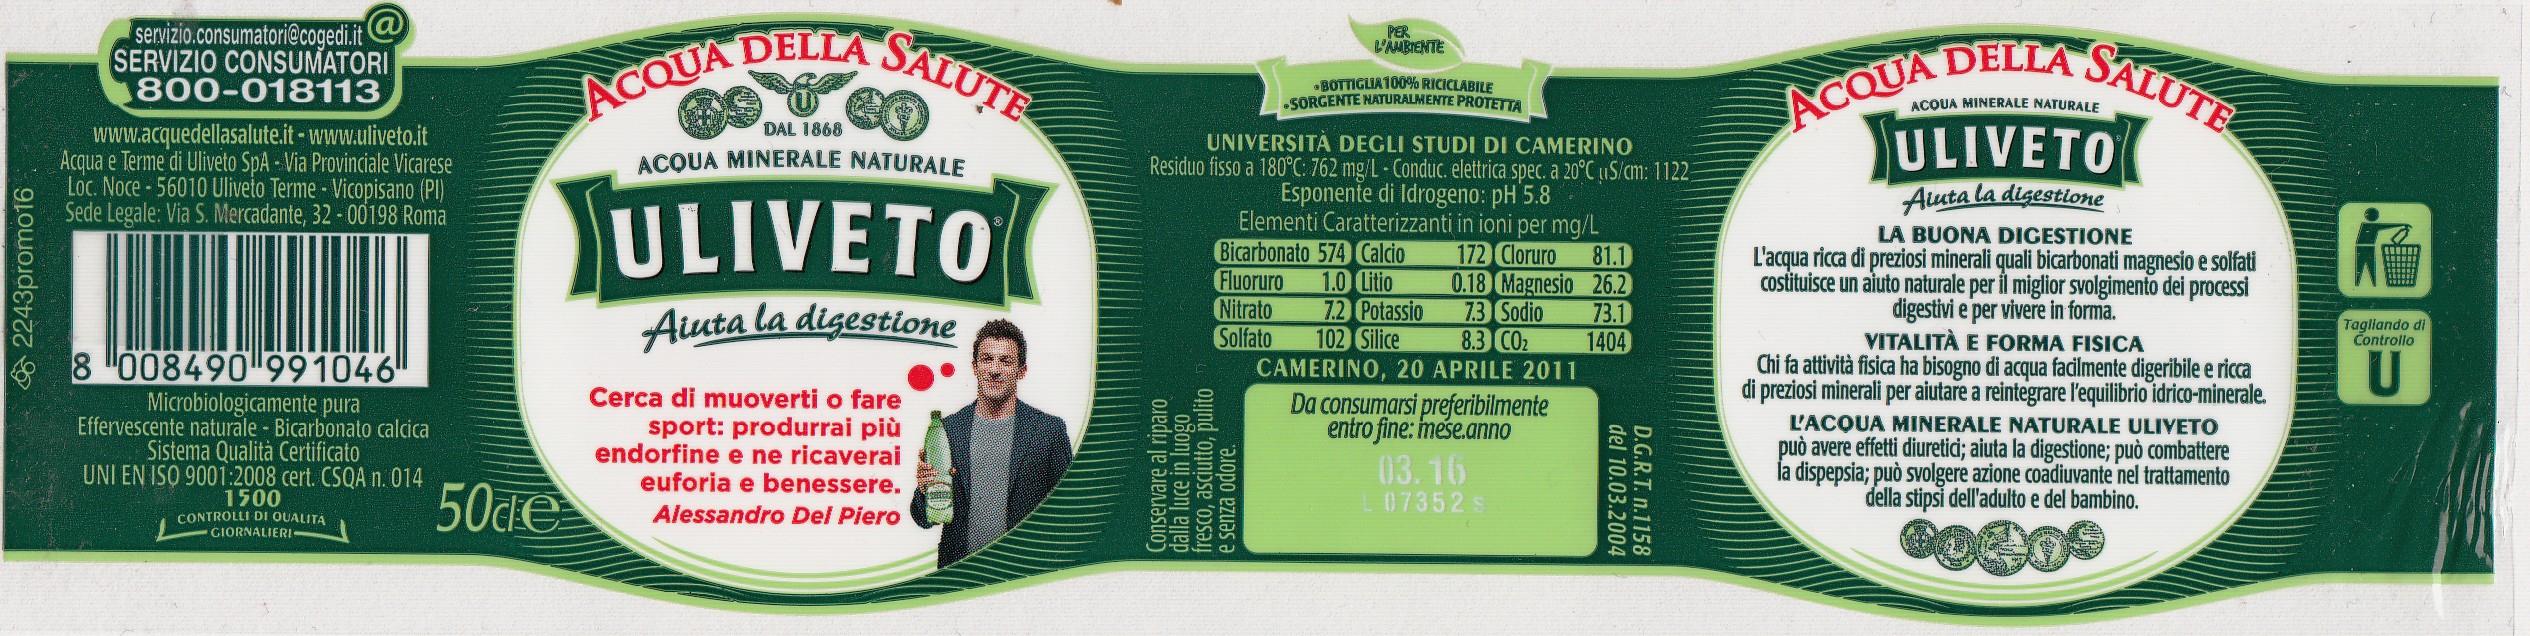 servizio.consumatori@cogedi.it @
SERVIZIO CONSUMATORI
800-018113
www.acquedellasalute.it - www.uliveto.it
Acqua e Terme di Uliveto SpA - Via Provinciale Vicarese
Loc. Noce - 56010 Uliveto Terme - Vicopisano (PI)
Sede Legale: Via S. Mercadante, 32 - 00198 Roma
8 008490 991046
Microbiologicamente pura
Effervescente naturale - Bicarbonato calcica
Sistema Qualità Certificato
UNI EN ISO 9001:2008 cert. CSQA n. 014
1500
CONTROLLI DI QUALITÀ
GIORNALIERI
2243promo16
50cl e
ACQUA DELLA SALUTE
U
DAL 1868
ACQUA MINERALE NATURALE
ULIVETO®
Aiuta la digestione
Cerca di muoverti o fare
sport: produrrai più
endorfine e ne ricaverai
euforia e benessere.
Alessandro Del Piero
PER
L'AMBIENTE
•BOTTIGLIA 100% RICICLABILE
•SORGENTE NATURALMENTE PROTETTA
UNIVERSITÀ DEGLI STUDI DI CAMERINO
Residuo fisso a 180°C: 762 mg/L - Conduc. elettrica spec. a 20°C µS/cm: 1122
Esponente di Idrogeno: pH 5.8
Elementi Caratterizzanti in ioni per mg/L
Bicarbonato 574 Calcio 172 Cloruro 81.1
Fluoruro 1.0 Litio 0.18 Magnesio 26.2
Nitrato 7.2 Potassio 7.3 Sodio 73.1
Solfato 102 Silice 8.3 CO₂ 1404
CAMERINO, 20 APRILE 2011
Conservare al riparo
dalla luce in luogo
fresco, asciutto, pulito
e senza odore.
Da consumarsi preferibilmente
entro fine: mese.anno
03.16
L 07352 S
D.G.R.T. n.1158
del 10.03.2004
ACQUA DELLA SALUTE
ACQUA MINERALE NATURALE
ULIVETO®
Aiuta la digestione
LA BUONA DIGESTIONE
L'acqua ricca di preziosi minerali quali bicarbonati magnesio e solfati
costituisce un aiuto naturale per il miglior svolgimento dei processi
digestivi e per vivere in forma.
VITALITÀ E FORMA FISICA
Chi fa attività fisica ha bisogno di acqua facilmente digeribile e ricca
di preziosi minerali per aiutare a reintegrare l'equilibrio idrico-minerale.
L'ACQUA MINERALE NATURALE ULIVETO
può avere effetti diuretici; aiuta la digestione; può combattere
la dispepsia; può svolgere azione coadiuvante nel trattamento
della stipsi dell'adulto e del bambino.
Tagliando di
Controllo
U